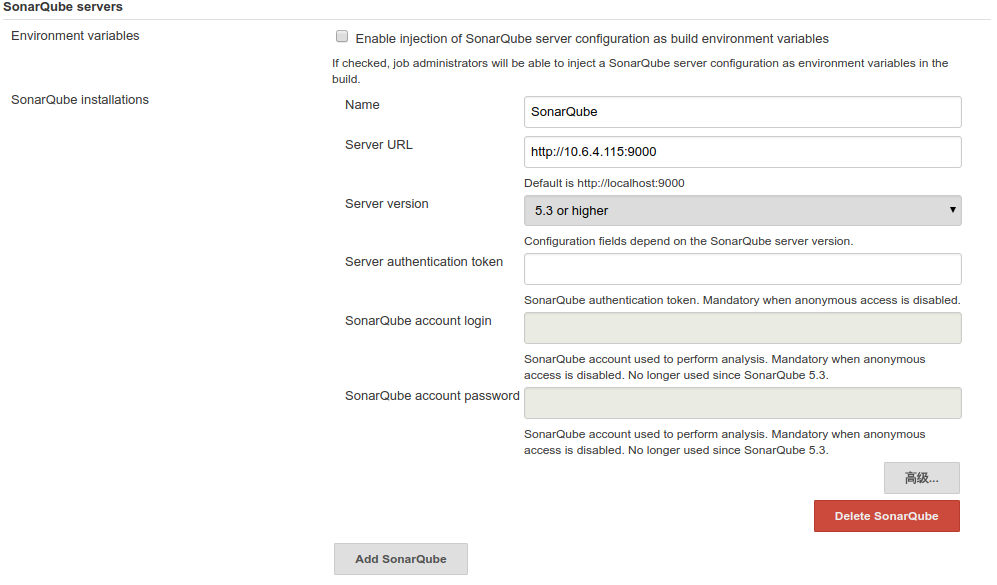 SonarQube servers
Environment variables
Enable injection of SonarQube server configuration as build environment variables
If checked, job administrators will be able to inject a SonarQube server configuration as environment variables in the
build.
SonarQube installations
Name
SonarQube
Server URL
http://10.6.4.115:9000
Default is http://localhost:9000
Server version
5.3 or higher
Configuration fields depend on the SonarQube server version.
Server authentication token
SonarQube authentication token. Mandatory when anonymous access is disabled.
SonarQube account login
SonarQube account used to perform analysis. Mandatory when anonymous
access is disabled. No longer used since SonarQube 5.3.
SonarQube account password
SonarQube account used to perform analysis. Mandatory when anonymous
access is disabled. No longer used since SonarQube 5.3.
高级...
Delete SonarQube
Add SonarQube